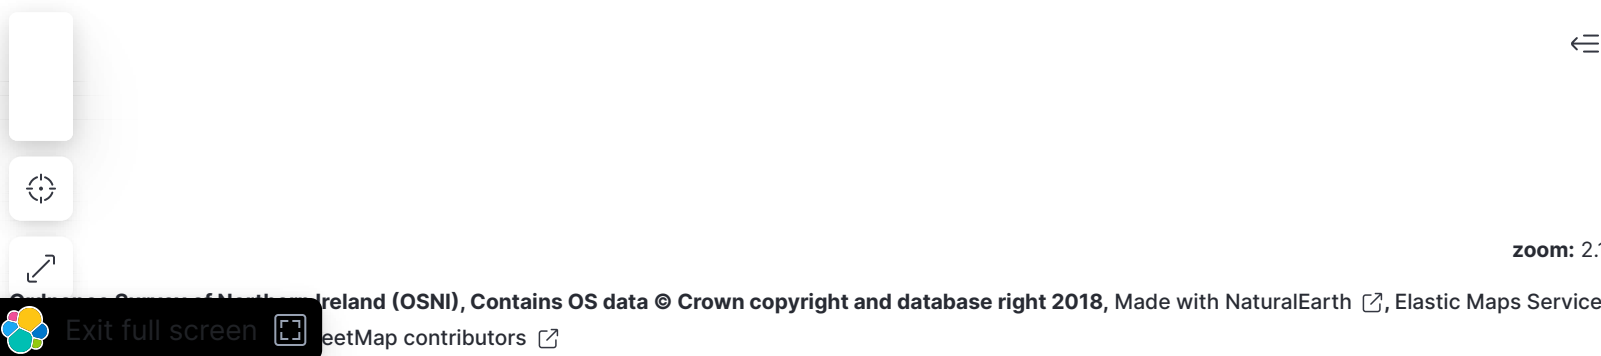 zoom: 2.
Ireland (OSNI), Contains OS data © Crown copyright and database right 2018, Made with NaturalEarth , Elastic Maps Service
Exit full screen
eetMap contributors